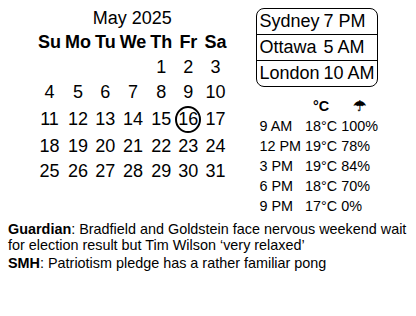 May 2025
Su Mo Tu We Th Fr Sa
1 2 3
4 5 6 7 8 9 10
11 12 13 14 15 16 17
18 19 20 21 22 23 24
25 26 27 28 29 30 31
Sydney 7 PM
Ottawa 5 AM
London 10 AM
°C ☂
9 AM 18°C 100%
12 PM 19°C 78%
3 PM 19°C 84%
6 PM 18°C 70%
9 PM 17°C 0%
Guardian: Bradfield and Goldstein face nervous weekend wait
for election result but Tim Wilson ‘very relaxed’
SMH: Patriotism pledge has a rather familiar pong